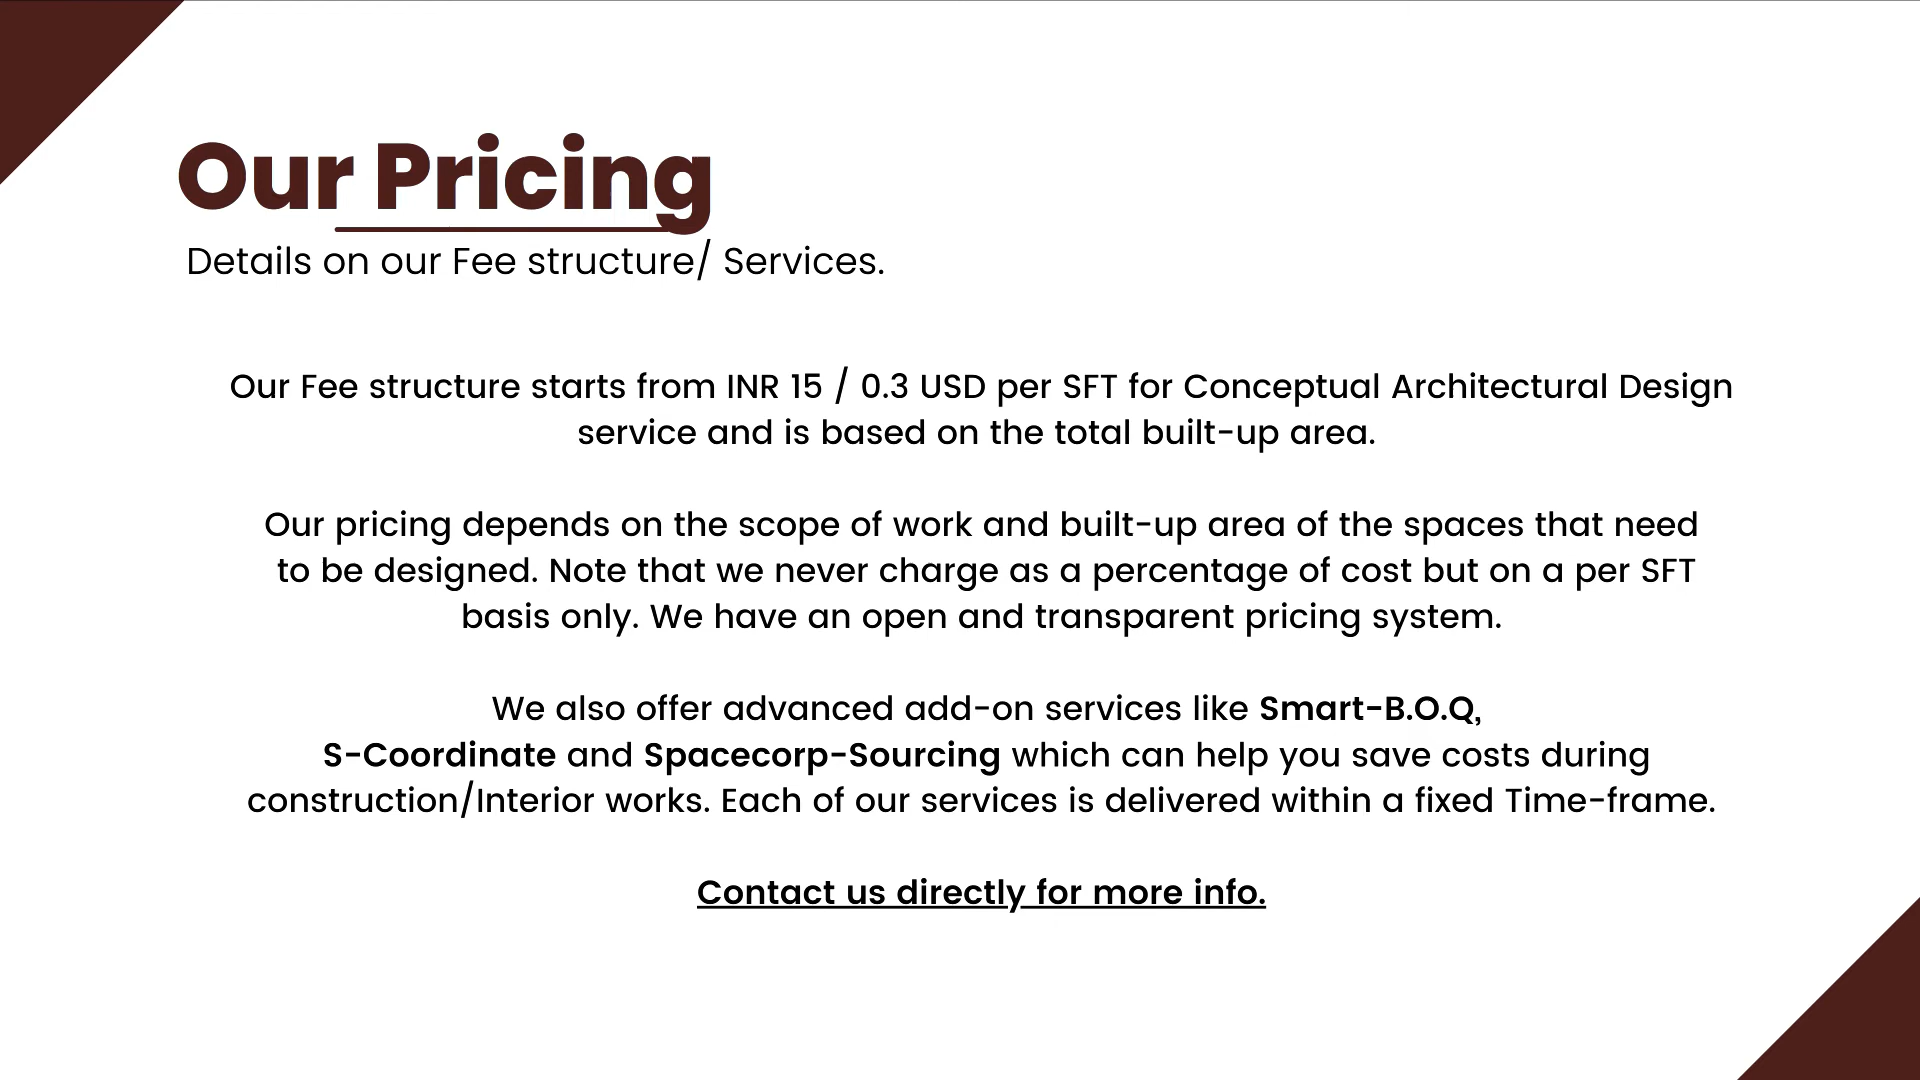 Our Pricing
Details on our Fee structure/ Services.
Our Fee structure starts from INR 15 / 0.3 USD per SFT for Conceptual Architectural Design
service and is based on the total built-up area.
Our pricing depends on the scope of work and built-up area of the spaces that need
to be designed. Note that we never charge as a percentage of cost but on a per SFT
basis only. We have an open and transparent pricing system.
We also offer advanced add-on services like Smart-B.O.Q,
S-Coordinate and Spacecorp-Sourcing which can help you save costs during
construction/Interior works. Each of our services is delivered within a fixed Time-frame.
Contact us directly for more info.